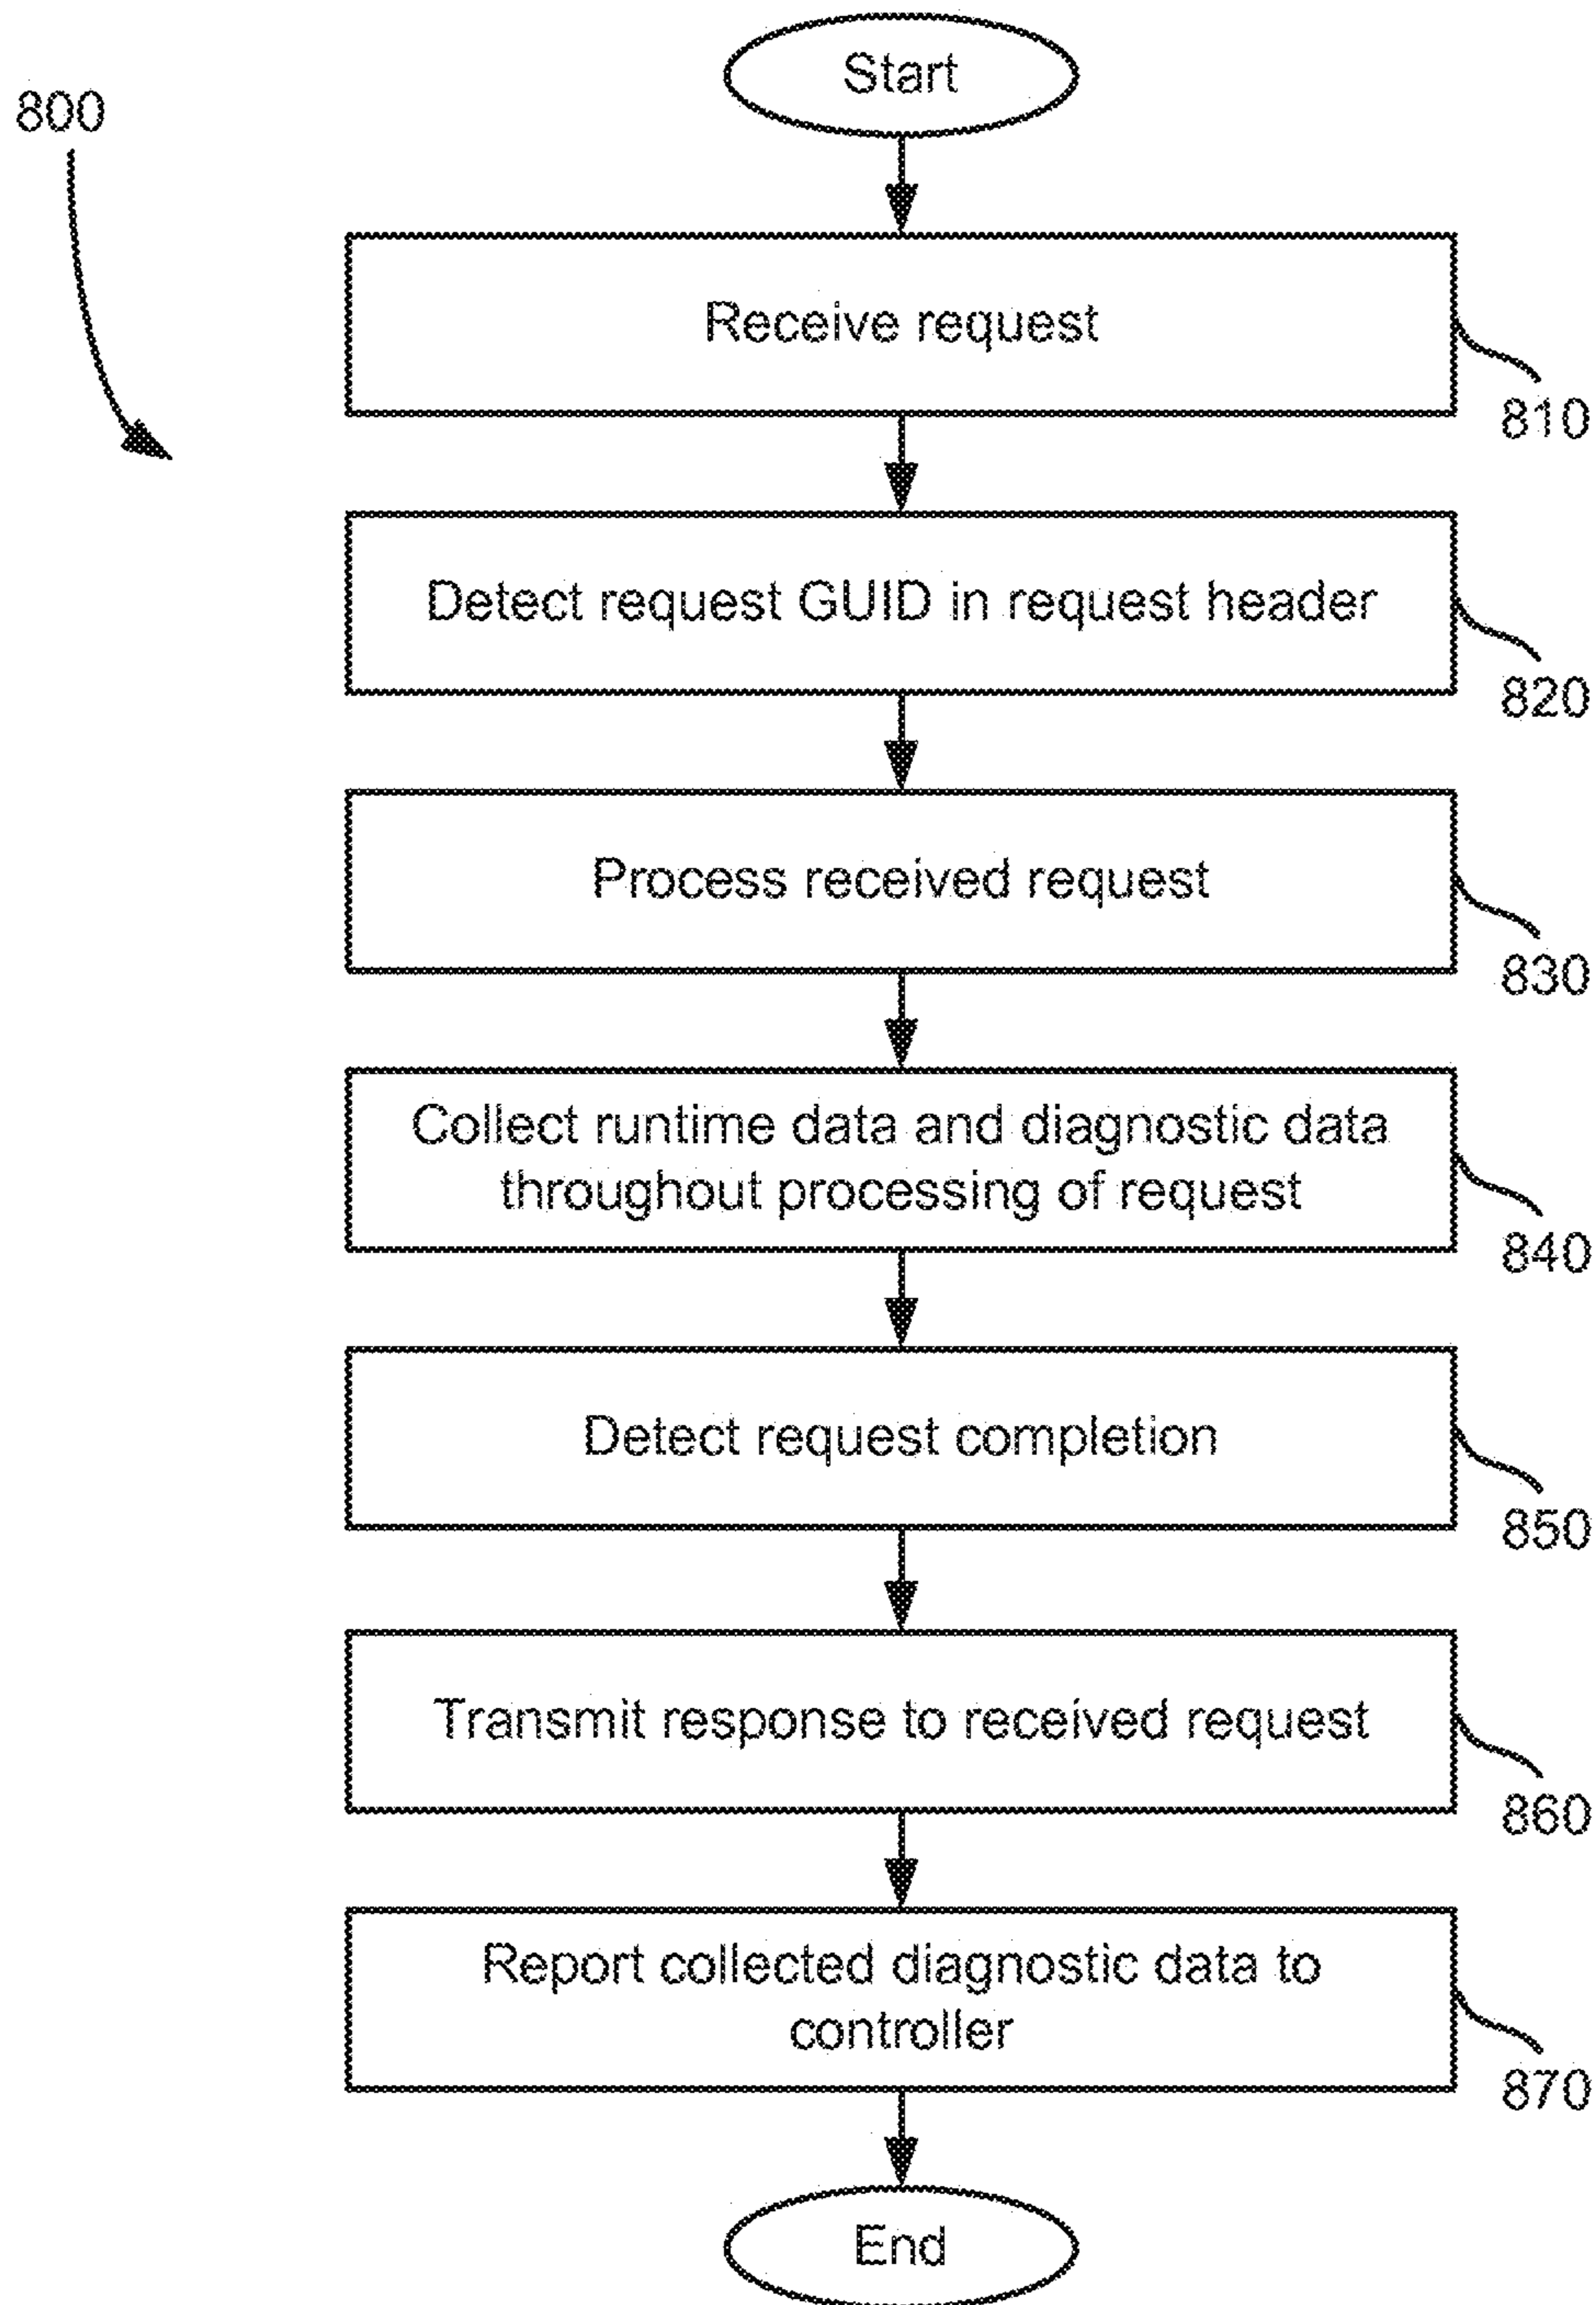 Start
800
Receive request
810
Detect request GUID in request header
820
Process received request
830
Collect runtime data and diagnostic data
throughout processing of request
840
Detect request completion
850
Transmit response to received request
860
Report collected diagnostic data to
controller
870
End